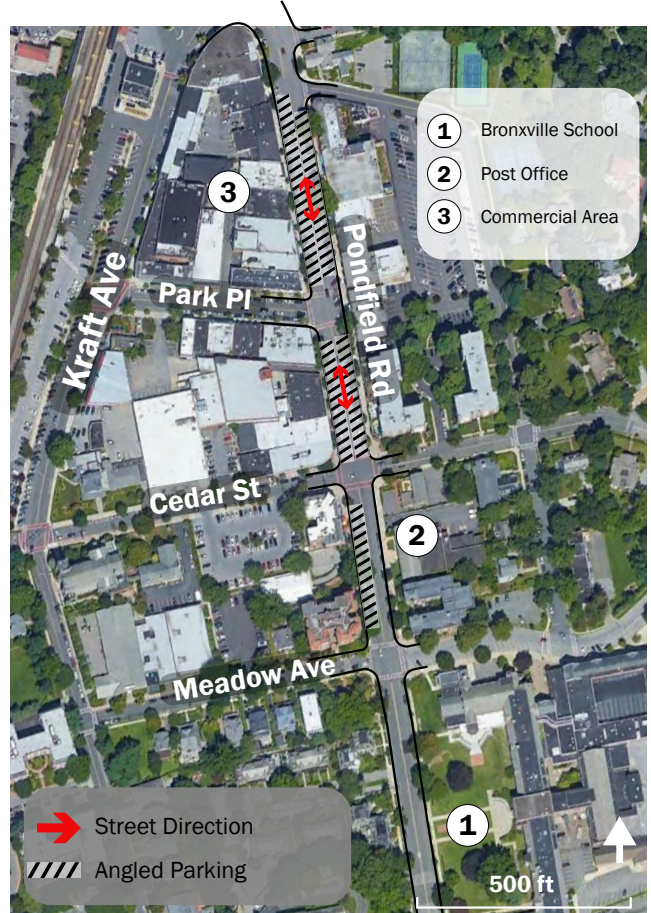 1 Bronxville School
2 Post Office
3 Commercial Area
3
Kraft Ave
Park Pl
Pondfield Rd
Cedar St
2
Meadow Ave
1
Street Direction
Angled Parking
500 ft